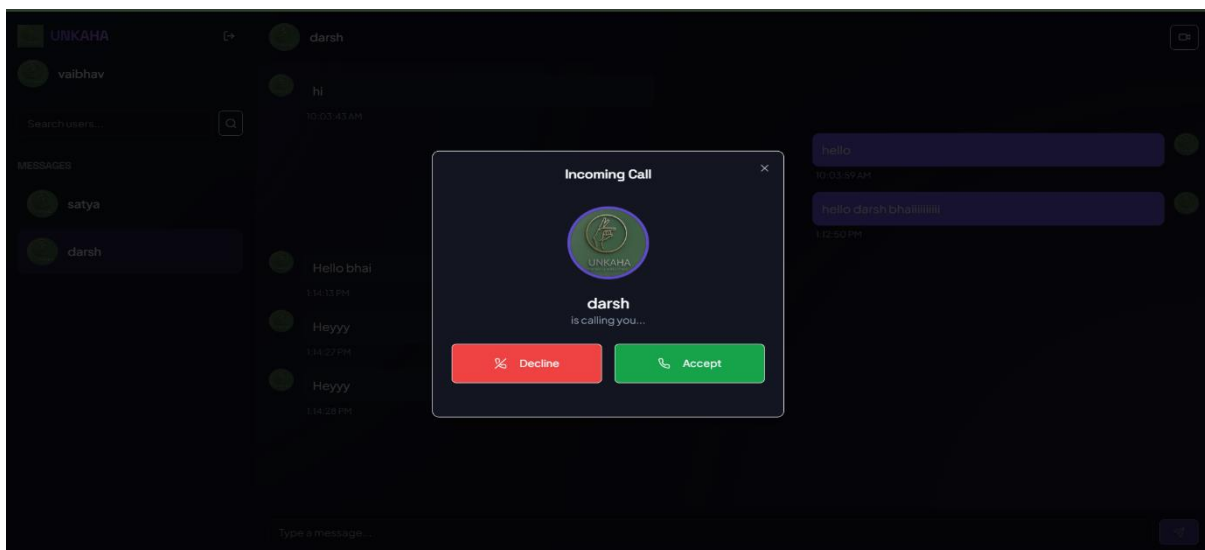 UNKAHA
vaibhav
Search users...
MESSAGES
satya
darsh
darsh
hi
10:03:43 AM
hello
10:03:59 AM
hello darsh bhaiiiiiiiii
1:12:50 PM
Hello bhai
1:14:13 PM
Heyyy
1:14:27 PM
Heyyy
1:14:28 PM
Type a message...
Incoming Call
UNKAHA
darsh
is calling you...
Decline
Accept